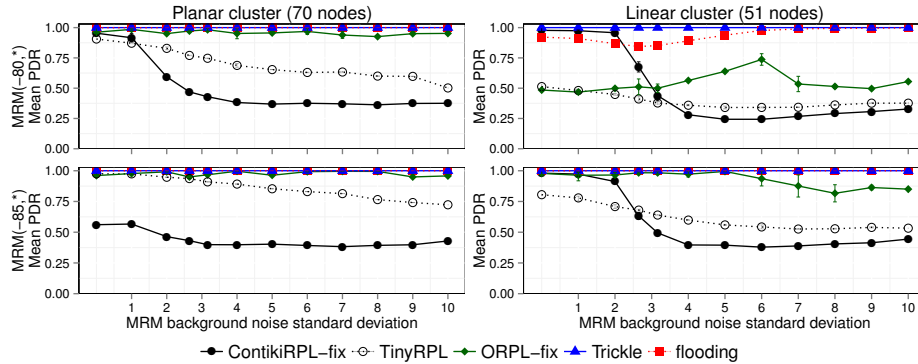 Planar cluster (70 nodes)
Linear cluster (51 nodes)
MRM(−80,*)
Mean PDR
1.00
0.75
0.50
0.25
0.00
1.00
0.75
0.50
0.25
0.00
MRM(−85,*)
Mean PDR
1.00
0.75
0.50
0.25
0.00
1.00
0.75
0.50
0.25
0.00
1 2 3 4 5 6 7 8 9 10
1 2 3 4 5 6 7 8 9 10
MRM background noise standard deviation
MRM background noise standard deviation
ContikiRPL−fix TinyRPL ORPL−fix Trickle flooding